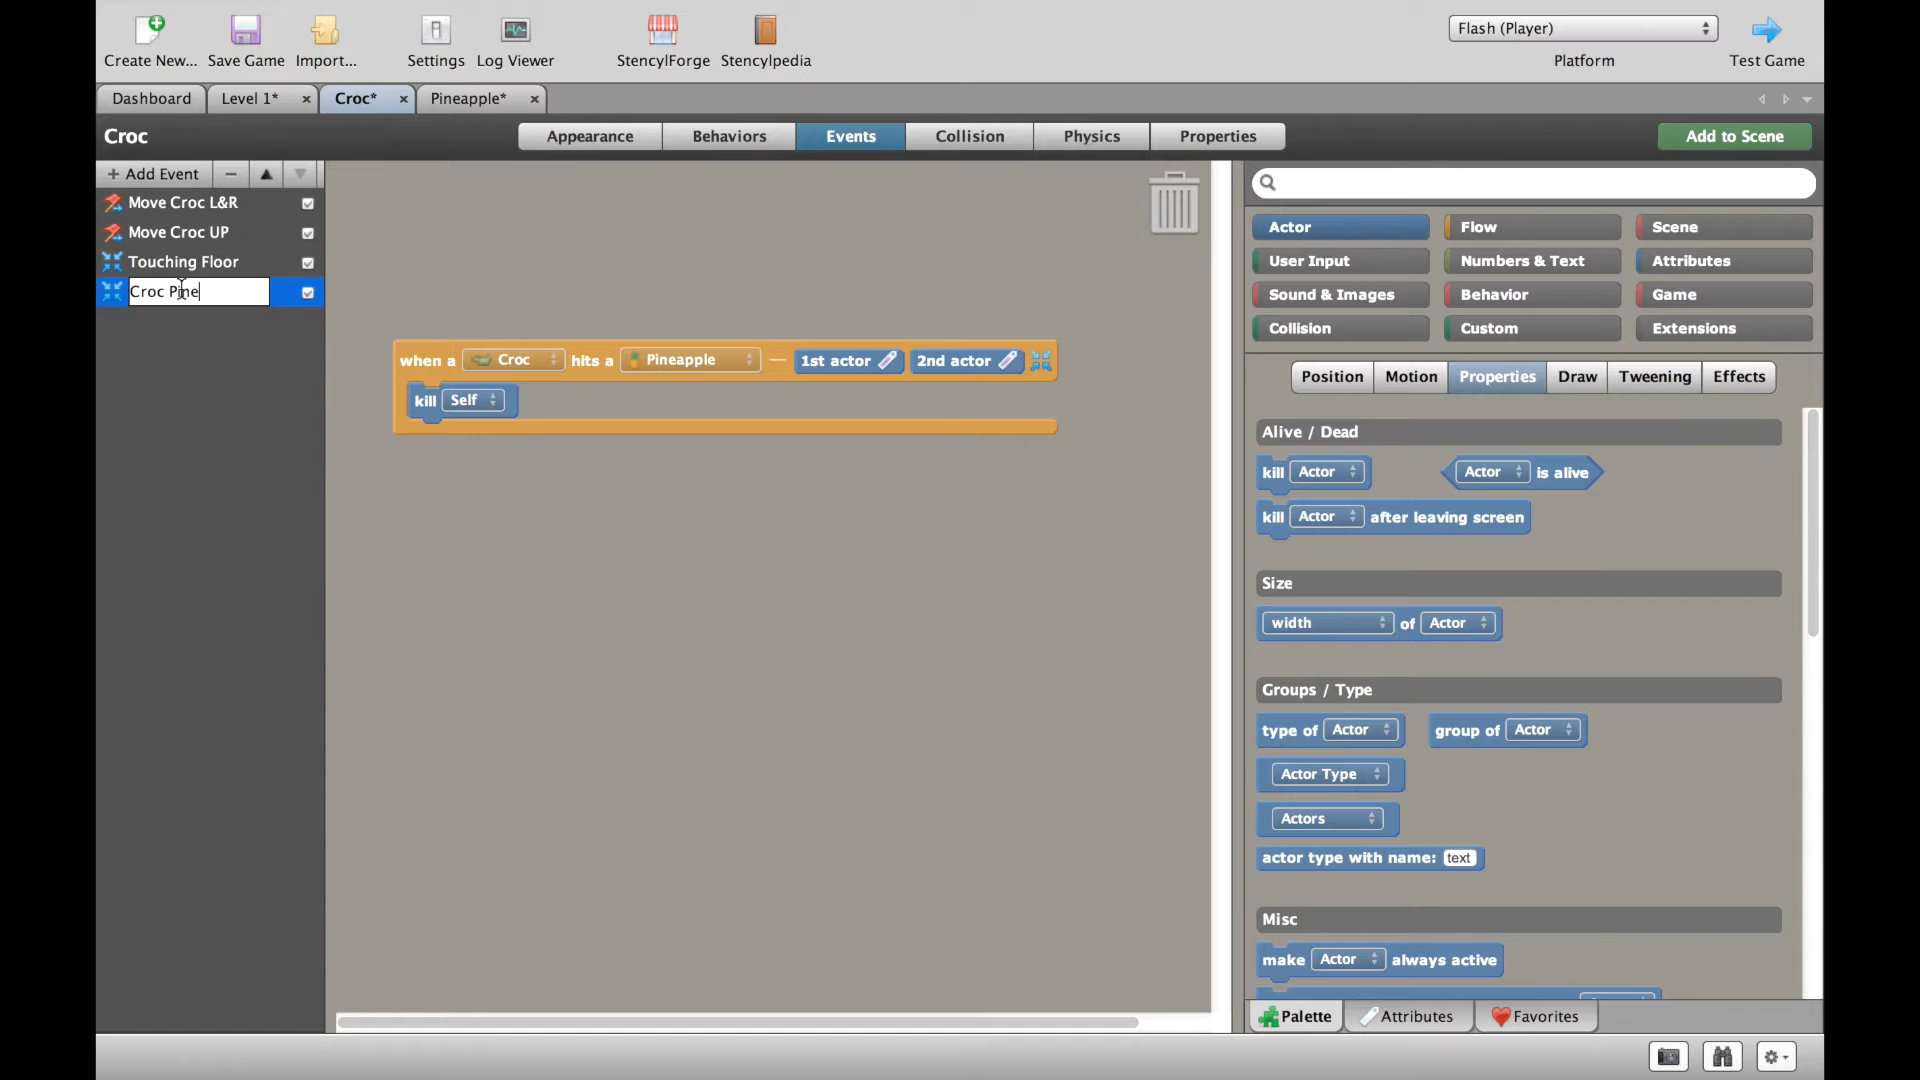 Create New... Save Game Import... Settings Log Viewer StencylForge Stencylpedia Flash (Player) Platform Test Game
Dashboard Level 1* Croc* Pineapple*
Croc Appearance Behaviors Events Collision Physics Properties Add to Scene
+ Add Event
Move Croc L&R
Move Croc UP
Touching Floor
Croc Pine
when a Croc hits a Pineapple — 1st actor 2nd actor
kill Self
Actor Flow Scene
User Input Numbers & Text Attributes
Sound & Images Behavior Game
Collision Custom Extensions
Position Motion Properties Draw Tweening Effects
Alive / Dead
kill Actor Actor is alive
kill Actor after leaving screen
Size
width of Actor
Groups / Type
type of Actor group of Actor
Actor Type
Actors
actor type with name: text
Misc
make Actor always active
Palette Attributes Favorites